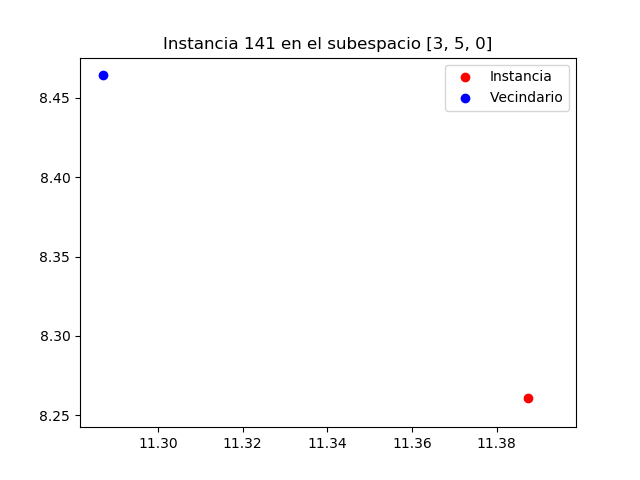 Instancia 141 en el subespacio [3, 5, 0]
Instancia
Vecindario
8.45
8.40
8.35
8.30
8.25
11.30 11.32 11.34 11.36 11.38